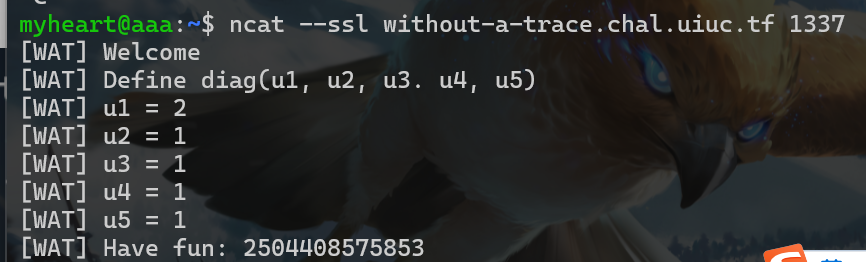 myheart@aaa:~$ ncat --ssl without-a-trace.chal.uiuc.tf 1337
[WAT] Welcome
[WAT] Define diag(u1, u2, u3. u4, u5)
[WAT] u1 = 2
[WAT] u2 = 1
[WAT] u3 = 1
[WAT] u4 = 1
[WAT] u5 = 1
[WAT] Have fun: 2504408575853